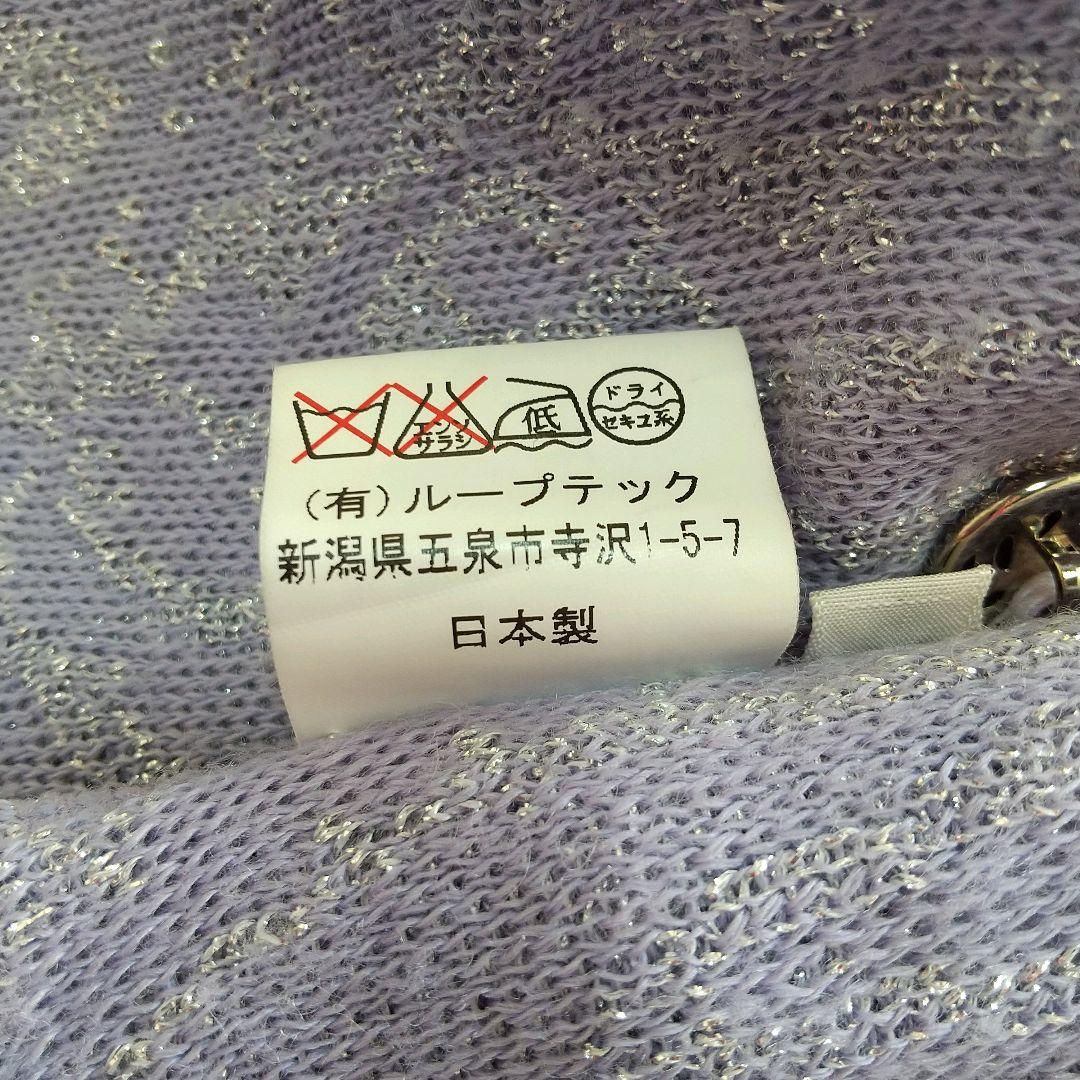 エンソ
サラシ
低
ドライ
セキユ系
(有)ループテック
新潟県五泉市寺沢1-5-7
日本製